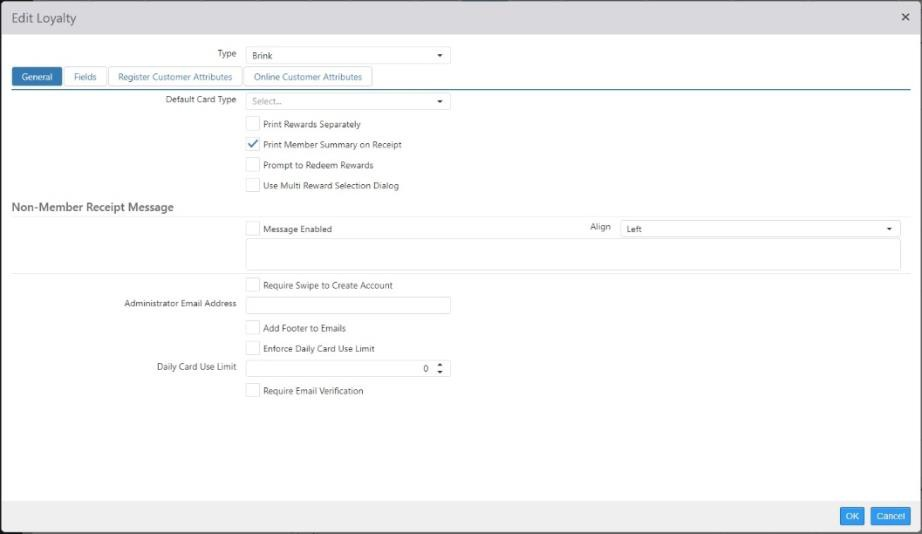 Edit Loyalty
Type Brink
General Fields Register Customer Attributes Online Customer Attributes
Default Card Type Select...
Print Rewards Separately
Print Member Summary on Receipt
Prompt to Redeem Rewards
Use Multi Reward Selection Dialog
Non-Member Receipt Message
Message Enabled Align Left
Require Swipe to Create Account
Administrator Email Address
Add Footer to Emails
Enforce Daily Card Use Limit
Daily Card Use Limit 0
Require Email Verification
OK Cancel